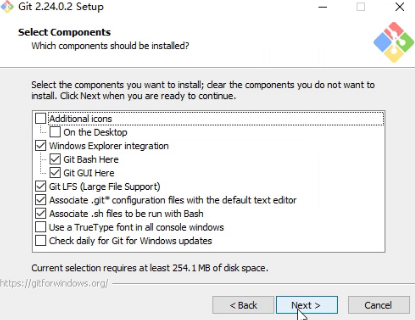 Git 2.24.0.2 Setup
Select Components
Which components should be installed?
Select the components you want to install; clear the components you do not want to
install. Click Next when you are ready to continue.
Additional icons
On the Desktop
Windows Explorer integration
Git Bash Here
Git GUI Here
Git LFS (Large File Support)
Associate .git* configuration files with the default text editor
Associate .sh files to be run with Bash
Use a TrueType font in all console windows
Check daily for Git for Windows updates
Current selection requires at least 254.1 MB of disk space.
https://gitforwindows.org/
< Back
Next >
Cancel